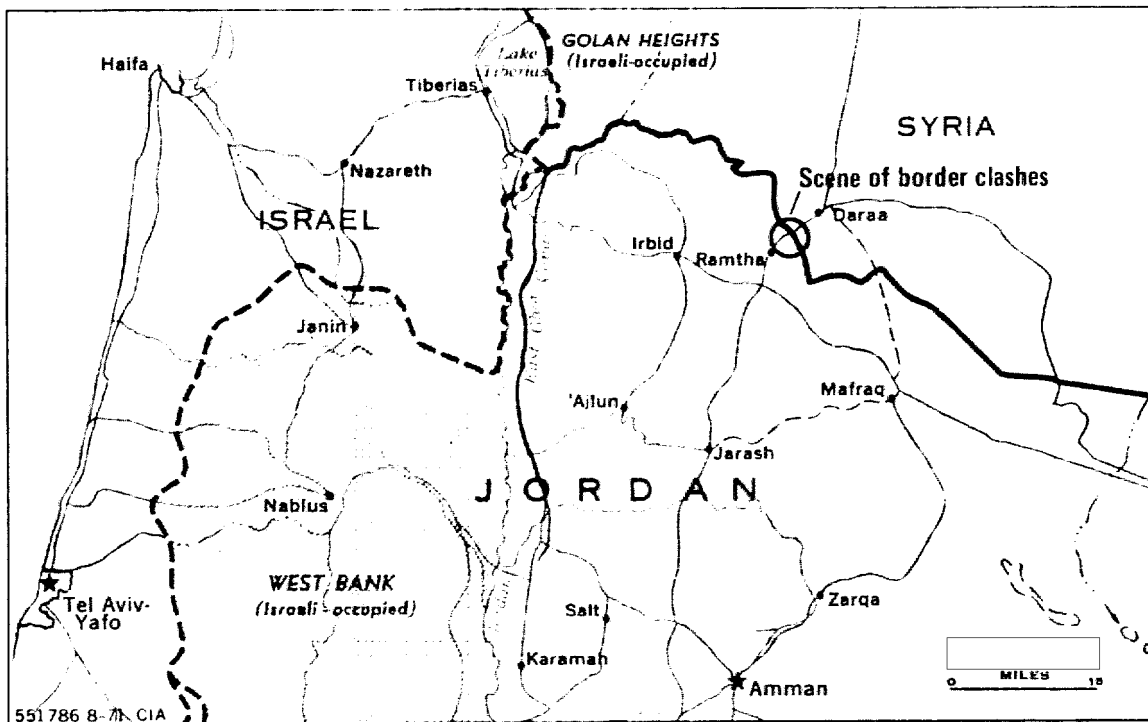 GOLAN HEIGHTS
(Israeli-occupied)
Lake
Tiberius
Haifa
Tiberias
SYRIA
Nazareth
Scene of border clashes
Daraa
ISRAEL
Irbid
Ramtha
Janin
Mafraq
'Ajlun
Jarash
JORDAN
Nablus
WEST BANK
(Israeli-occupied)
Tel Aviv-
Yafo
Salt
Zarqa
Karamah
Amman
MILES
0 15
551786 8-71 CIA